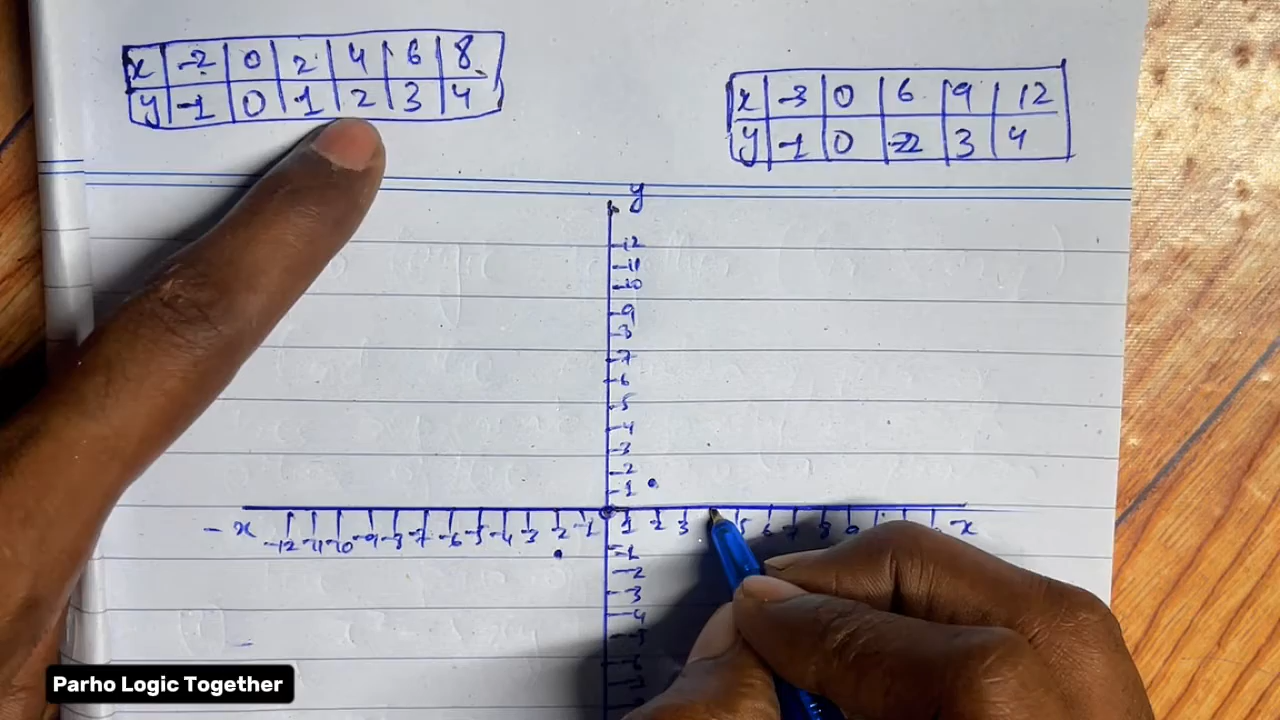 x -2 0 2 4 6 8
y -1 0 1 2 3 4
x -3 0 6 9 12
y -1 0 2 3 4
y
12
11
10
9
8
7
6
5
4
3
2
1
-x -12 -11 -10 -9 -8 -7 -6 -5 -4 -3 -2 -1 1 2 3 5 6 7 8 9 x
-1
-2
-3
-4
Parho Logic Together